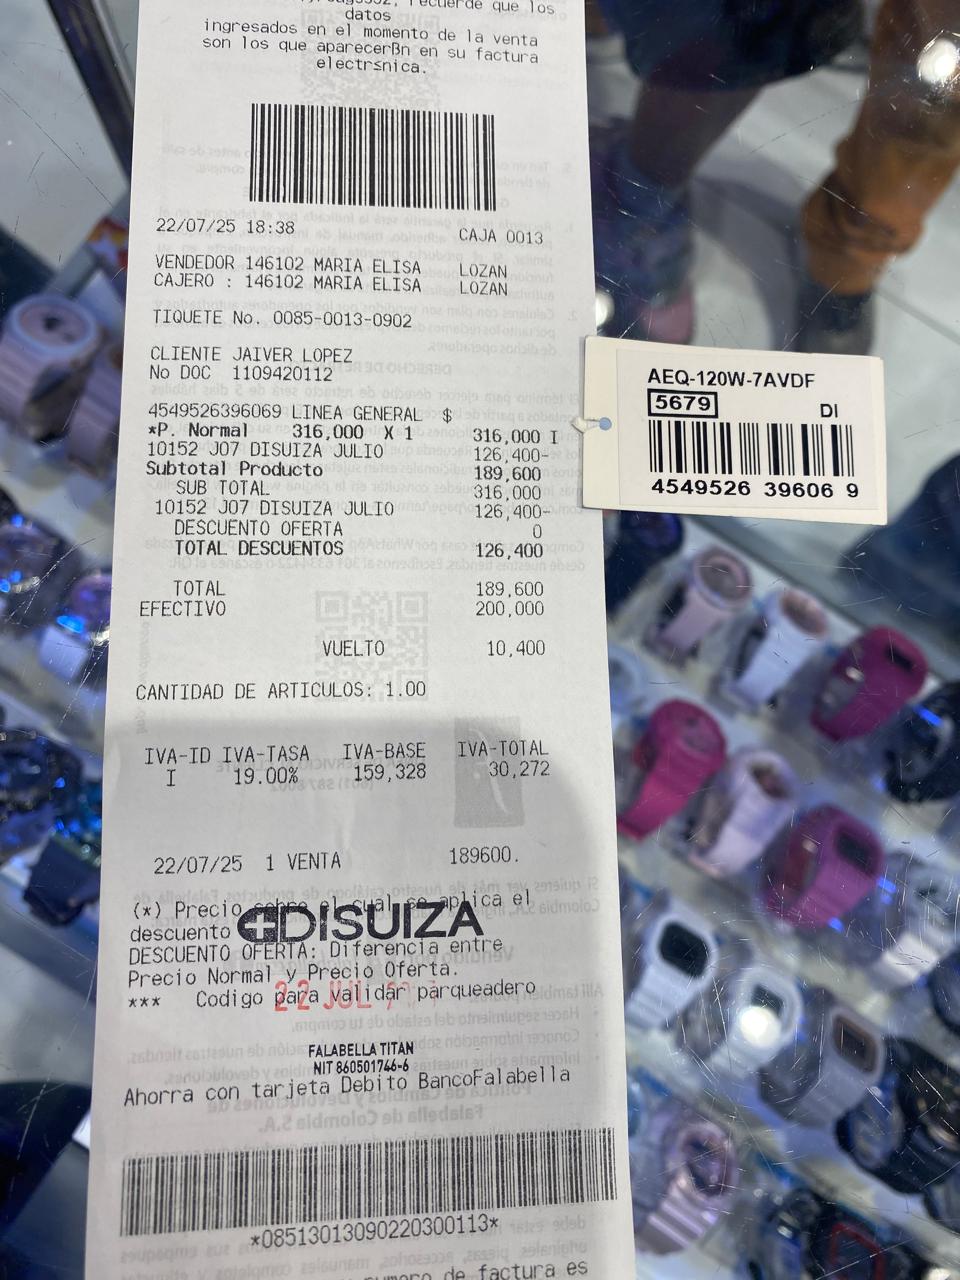 recuerde que los
datos
ingresados en el momento de la venta
son los que aparecerßn en su factura
electr≤nica.
22/07/25 18:38 CAJA 0013
VENDEDOR 146102 MARIA ELISA LOZAN
CAJERO : 146102 MARIA ELISA LOZAN
TIQUETE No. 0085-0013-0902
CLIENTE JAIVER LOPEZ
No DOC 1109420112
4549526396069 LINEA GENERAL $
*P. Normal 316,000 X 1 316,000 I
10152 J07 DISUIZA JULIO 126,400-
Subtotal Producto 189,600
SUB TOTAL 316,000
10152 J07 DISUIZA JULIO 126,400-
DESCUENTO OFERTA 0
TOTAL DESCUENTOS 126,400
TOTAL 189,600
EFECTIVO 200,000
VUELTO 10,400
CANTIDAD DE ARTICULOS: 1.00
IVA-ID IVA-TASA IVA-BASE IVA-TOTAL
I 19.00% 159,328 30,272
22/07/25 1 VENTA 189600.
(*) Precio sobre el cual se aplica el
descuento
DISUIZA
DESCUENTO OFERTA: Diferencia entre
Precio Normal y Precio Oferta.
*** Codigo para validar parqueadero
22 JUL
FALABELLA TITAN
NIT 860501746-6
Ahorra con tarjeta Debito BancoFalabella
*08513013090220300113*
numero de factura es
AEQ-120W-7AVDF
5679 DI
4549526 39606 9